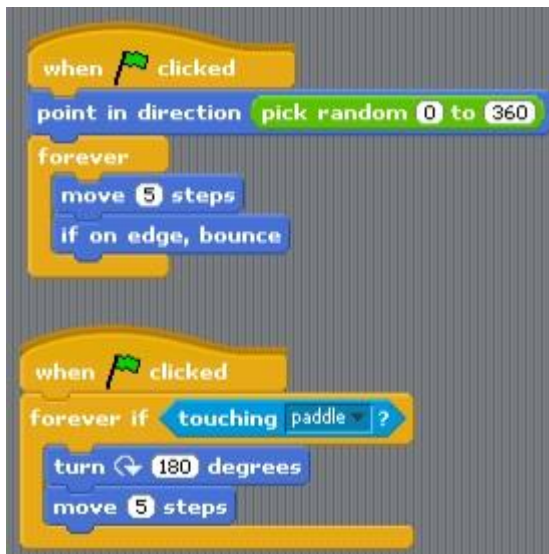 when clicked
point in direction pick random 0 to 360
forever
move 5 steps
if on edge, bounce
when clicked
forever if touching paddle ?
turn 180 degrees
move 5 steps